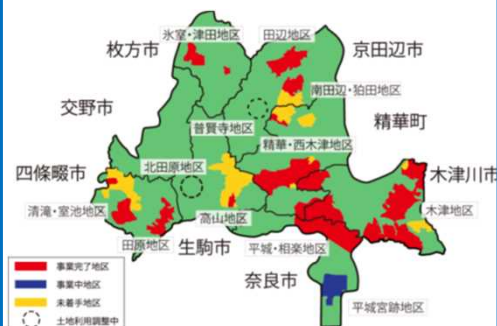 氷室・津田地区
田辺地区
枚方市
京田辺市
南田辺・狛田地区
交野市
普賢寺地区
精華町
精華・西木津地区
北田原地区
四條畷市
木津川市
清滝・室池地区
高山地区
木津地区
田原地区
生駒市
平城・相楽地区
奈良市
平城宮跡地区
事業完了地区
事業中地区
未着手地区
土地利用調整中